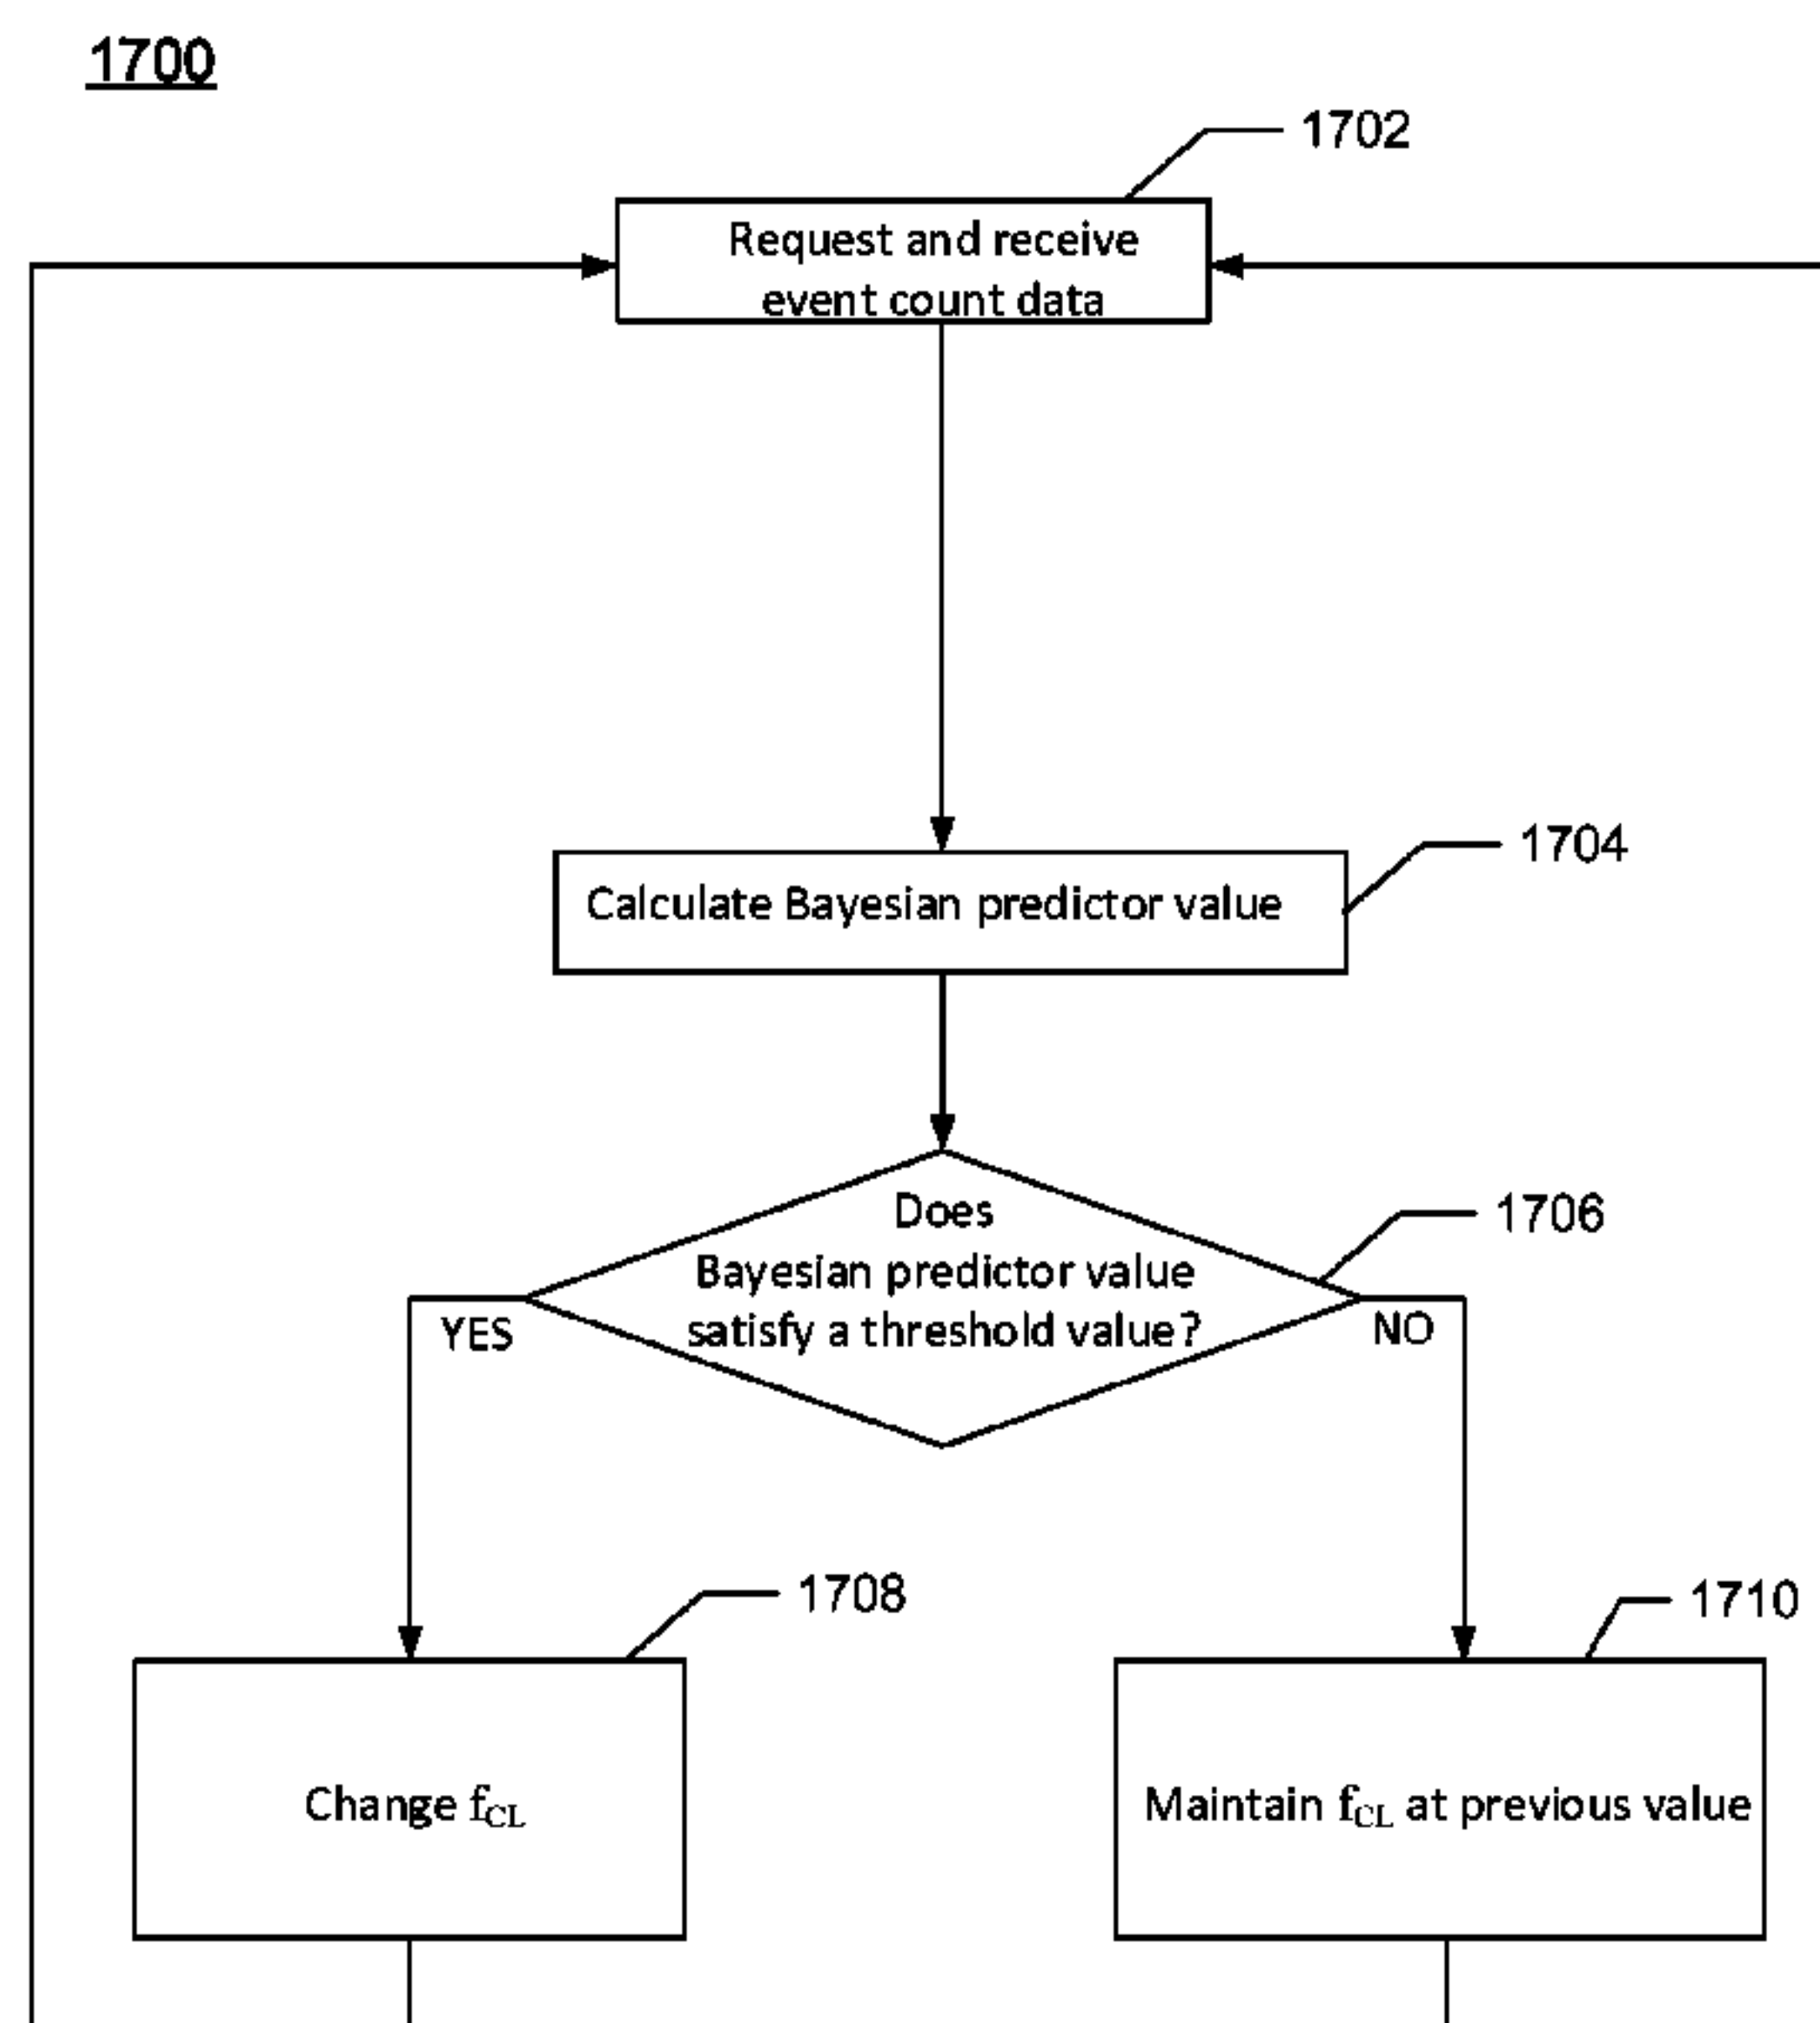 1700
1702
Request and receive
event count data
1704
Calculate Bayesian predictor value
1706
Does
Bayesian predictor value
satisfy a threshold value?
YES
NO
1708
1710
Change fCL
Maintain fCL at previous value